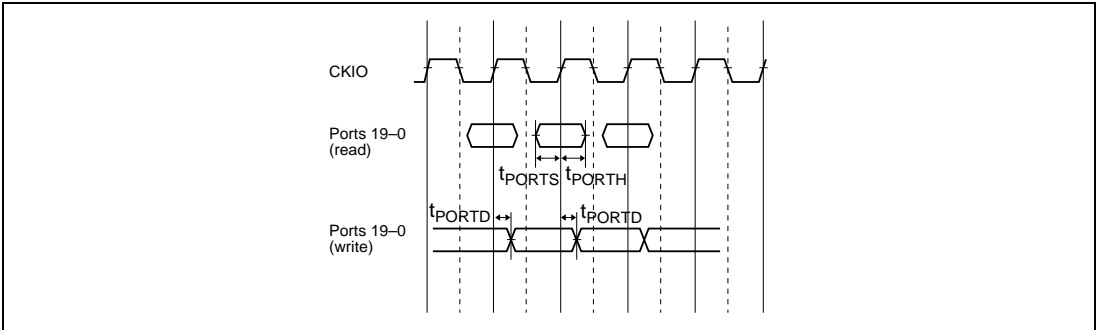 CKIO
Ports 19–0
(read)
tPORTS tPORTH
tPORTD tPORTD
Ports 19–0
(write)